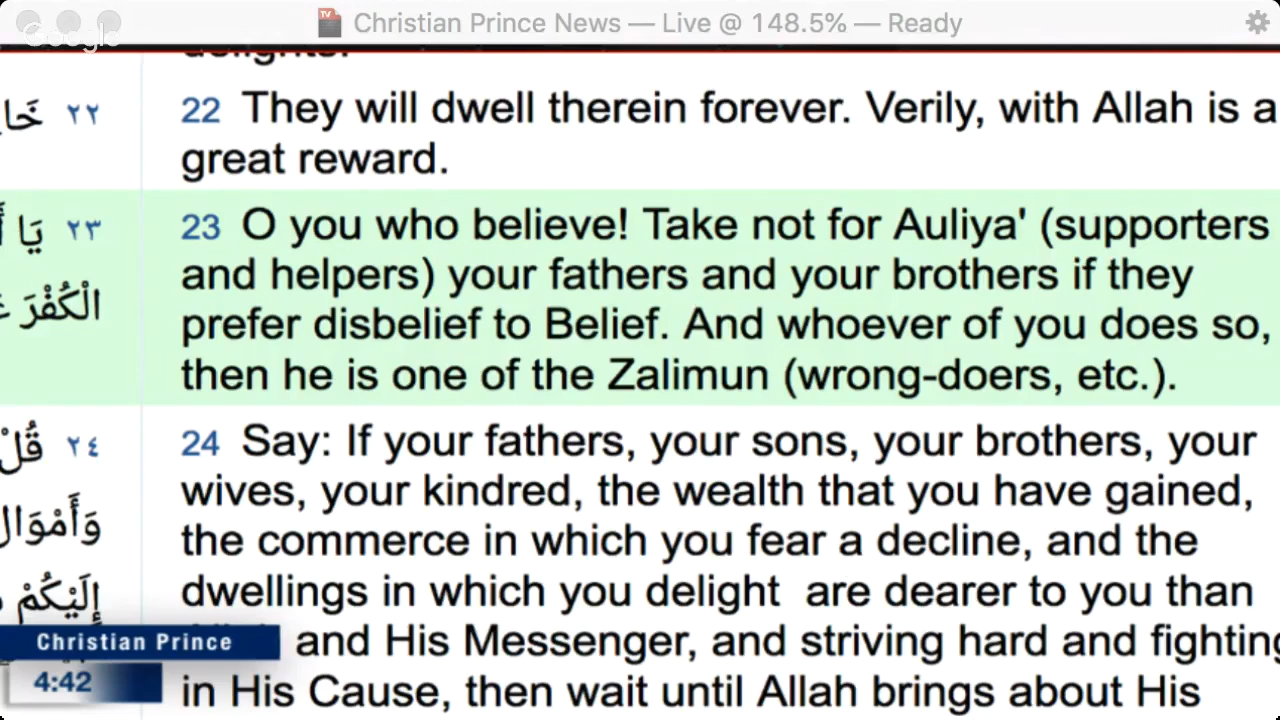 Christian Prince News — Live @ 148.5% — Ready
Google
delights.
22 They will dwell therein forever. Verily, with Allah is a
great reward.
23 O you who believe! Take not for Auliya' (supporters
and helpers) your fathers and your brothers if they
prefer disbelief to Belief. And whoever of you does so,
then he is one of the Zalimun (wrong-doers, etc.).
24 Say: If your fathers, your sons, your brothers, your
wives, your kindred, the wealth that you have gained,
the commerce in which you fear a decline, and the
dwellings in which you delight are dearer to you than
and His Messenger, and striving hard and fighting
in His Cause, then wait until Allah brings about His
٢٢
٢٣ يَا
الْكُفْرَ
٢٤ قُلْ
وَأَمْوَال
إِلَيْكُمْ
Christian Prince
4:42